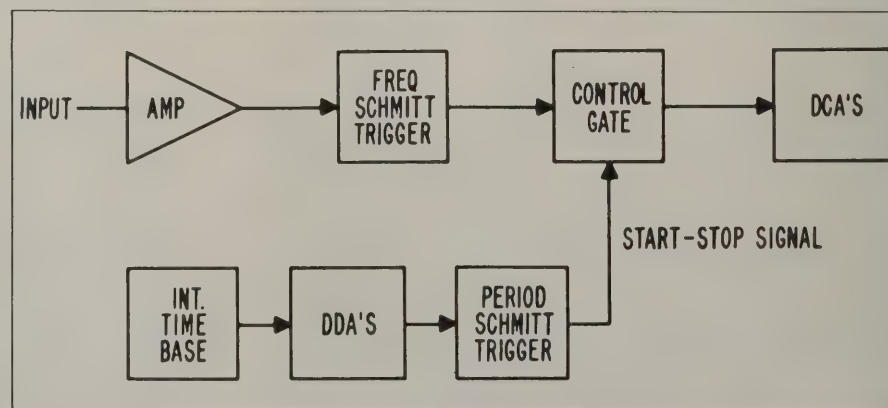 INPUT
AMP
FREQ
SCHMITT
TRIGGER
CONTROL
GATE
DCA'S
START-STOP SIGNAL
INT.
TIME
BASE
DDA'S
PERIOD
SCHMITT
TRIGGER